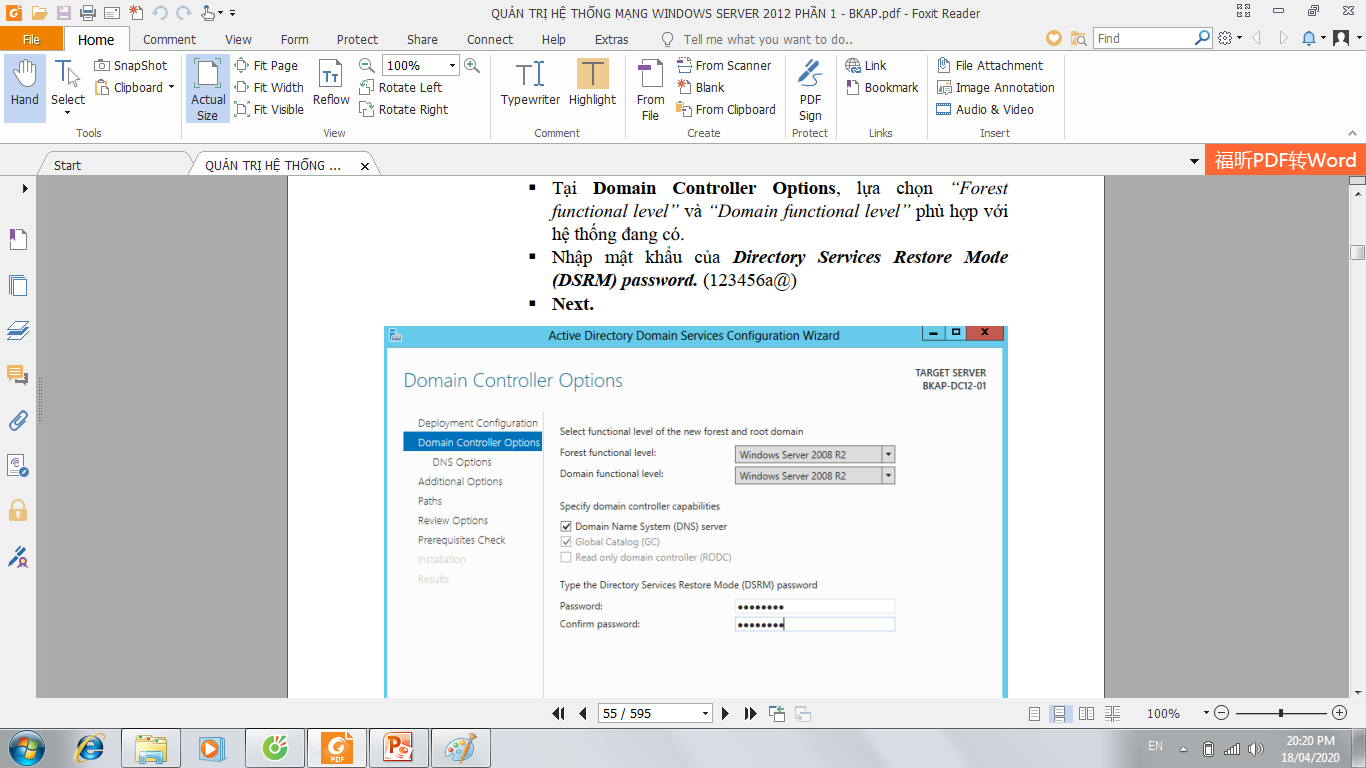 QUẢN TRỊ HỆ THỐNG MẠNG WINDOWS SERVER 2012 PHẦN 1 - BKAP.pdf - Foxit Reader
File Home Comment View Form Protect Share Connect Help Extras Tell me what you want to do.. Find
Hand
Select
SnapShot
Clipboard
Tools
Actual Size
Fit Page
Fit Width
Fit Visible
Reflow
100%
Rotate Left
Rotate Right
View
Typewriter
Highlight
Comment
From File
From Scanner
Blank
From Clipboard
Create
PDF Sign
Protect
Link
Bookmark
Links
File Attachment
Image Annotation
Audio & Video
Insert
Start
QUẢN TRỊ HỆ THỐNG ...
福昕PDF转Word
▪ Tại Domain Controller Options, lựa chọn “Forest
functional level” và “Domain functional level” phù hợp với
hệ thống đang có.
▪ Nhập mật khẩu của Directory Services Restore Mode
(DSRM) password. (123456a@)
▪ Next.
Active Directory Domain Services Configuration Wizard
Domain Controller Options
TARGET SERVER
BKAP-DC12-01
Deployment Configuration
Domain Controller Options
DNS Options
Additional Options
Paths
Review Options
Prerequisites Check
Installation
Results
Select functional level of the new forest and root domain
Forest functional level: Windows Server 2008 R2
Domain functional level: Windows Server 2008 R2
Specify domain controller capabilities
Domain Name System (DNS) server
Global Catalog (GC)
Read only domain controller (RODC)
Type the Directory Services Restore Mode (DSRM) password
Password: ●●●●●●●●
Confirm password: ●●●●●●●●
55 / 595
100%
PDF
EN
20:20 PM
18/04/2020